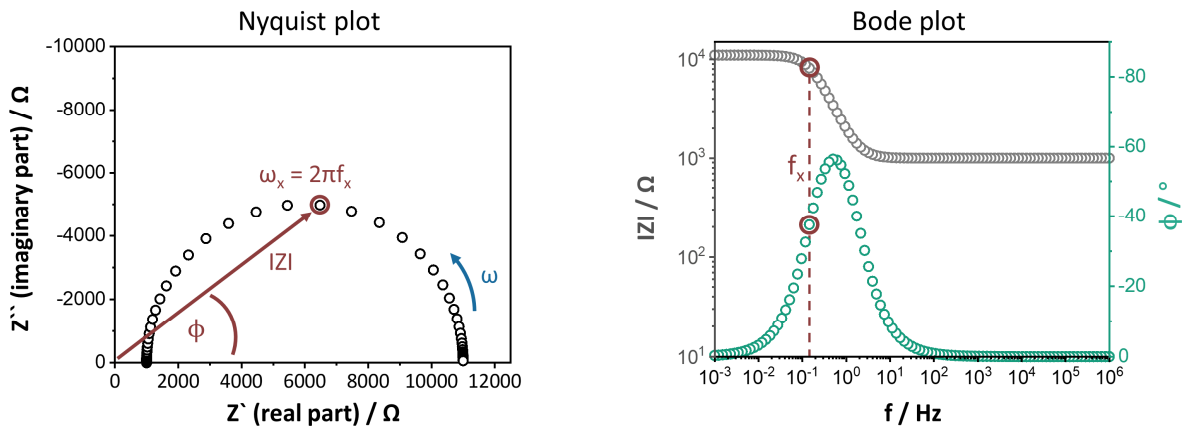 Nyquist plot
-10000
-8000
-6000
-4000
-2000
0
Z`` (imaginary part) / Ω
ωₓ = 2πfₓ
IZI
ϕ
ω
0 2000 4000 6000 8000 10000 12000
Z` (real part) / Ω
Bode plot
10⁴
10³
10²
10¹
IZI / Ω
fₓ
-80
-60
-40
-20
0
ϕ / °
10⁻³ 10⁻² 10⁻¹ 10⁰ 10¹ 10² 10³ 10⁴ 10⁵ 10⁶
f / Hz